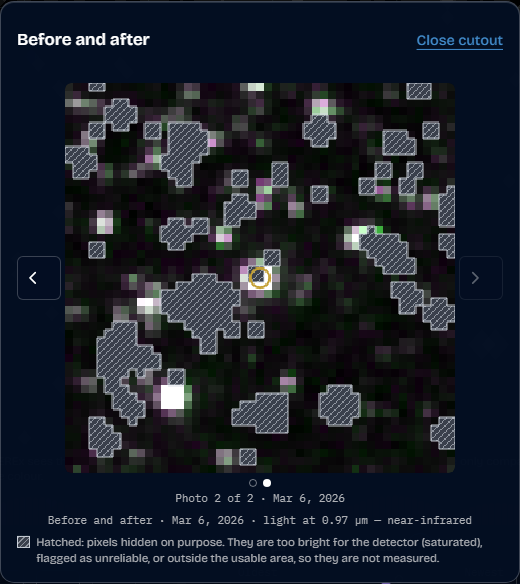 Before and after
Close cutout
Photo 2 of 2 · Mar 6, 2026
Before and after · Mar 6, 2026 · light at 0.97 µm — near-infrared
Hatched: pixels hidden on purpose. They are too bright for the detector (saturated),
flagged as unreliable, or outside the usable area, so they are not measured.